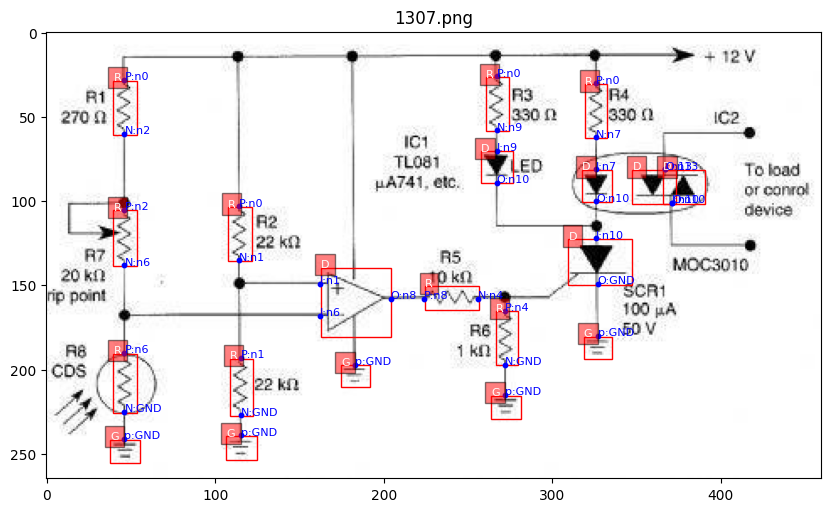 1307.png
+ 12 V
R1
270 Ω
R P:n0
N:n2
R P:n2
N:n6
R7
20 kΩ
rip point
R8
CDS
R P:n6
N:GND
G p:GND
R P:n0
R2
22 kΩ
N:n1
R P:n1
22 kΩ
N:GND
G p:GND
D
I:n1
I:n6
+
O:n8
G p:GND
IC1
TL081
µA741, etc.
R P:n0
R3
330 Ω
N:n9
D I:n9
LED
O:n10
R P:n0
R4
330 Ω
N:n7
D I:n7
O:n10
D
IC2
To load
or conrol
device
MOC3010
R5
10 kΩ
R P:n8
N:n4
R P:n4
R6
1 kΩ
N:GND
G p:GND
D I:n10
O:GND
SCR1
100 µA
50 V
G p:GND
0
50
100
150
200
250
0
100
200
300
400